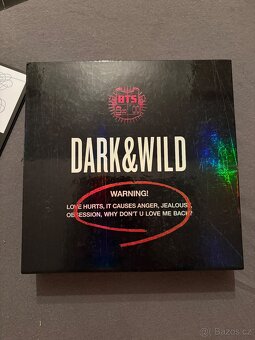 BTS
DARK&WILD
WARNING!
LOVE HURTS, IT CAUSES ANGER, JEALOUSY,
OBSESSION, WHY DON'T U LOVE ME BACK?
Bazos.cz